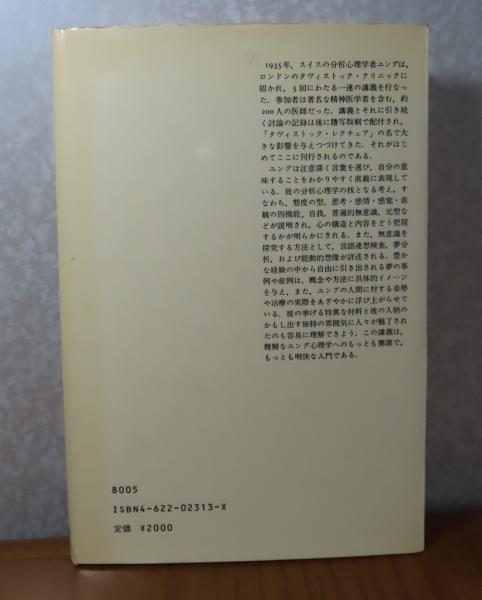 1935年，スイスの分析心理学者ユングは，
ロンドンのタヴィストック・クリニックに
招かれ，5回にわたる一連の講義を行なっ
た．参加者は著名な精神医学者を含む，約
200人の医師だった．講義とそれに引き続
く討論の記録は後に謄写版刷で配付され，
「タヴィストック・レクチュア」の名で大
きな影響を与えつづけてきた．それがはじ
めてここに刊行されるのである．
ユングは注意深く言葉を選び，自分の意
味することをわかりやすく直截に表現して
いる．彼の分析心理学の核となる考え，す
なわち，態度の型，思考・感情・感覚・直
観の四機能，自我，普遍的無意識，元型な
どが説明され，心の構造と内容をどう把握
するかが明らかにされる．また，無意識を
探究する方法として，言語連想検査，夢分
析，および能動的想像が詳述される．豊か
な経験の中から自由に引き出される夢の事
例や症例は，概念や方法に具体的イメージ
を与え，また，ユングの人間に対する姿勢
や治療の実際をあざやかに浮び上がらせて
いる．彼の挙げる特異な材料と彼の人柄の
かもし出す独特の雰囲気に人々が魅了され
たのも容易に理解できよう．この講義は，
難解なユング心理学へのもっとも簡潔で，
もっとも明快な入門である．
8005
ISBN4-622-02313-X
定価 ¥2000